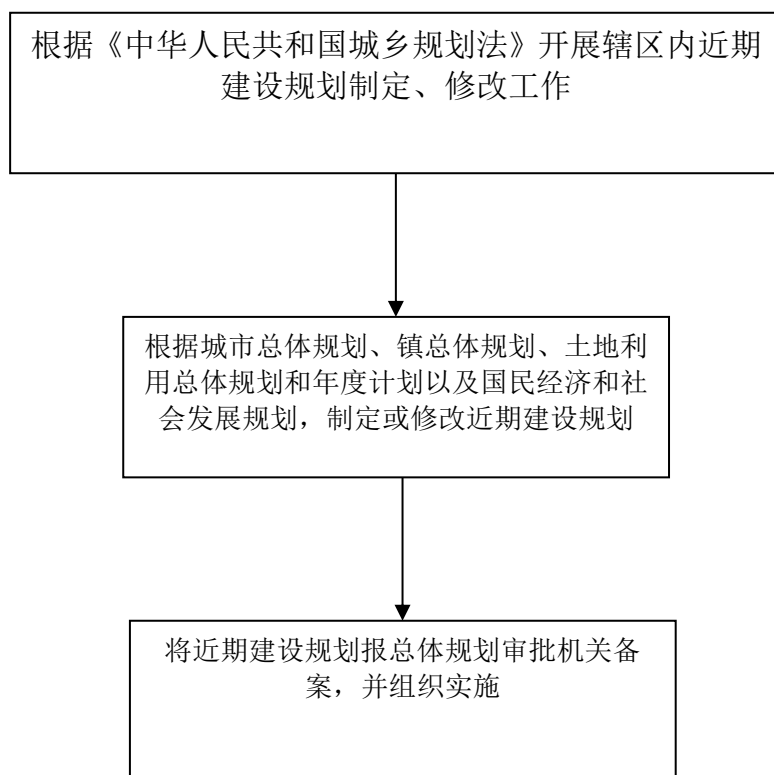 根据《中华人民共和国城乡规划法》开展辖区内近期
建设规划制定、修改工作
根据城市总体规划、镇总体规划、土地利
用总体规划和年度计划以及国民经济和社
会发展规划，制定或修改近期建设规划
将近期建设规划报总体规划审批机关备
案，并组织实施